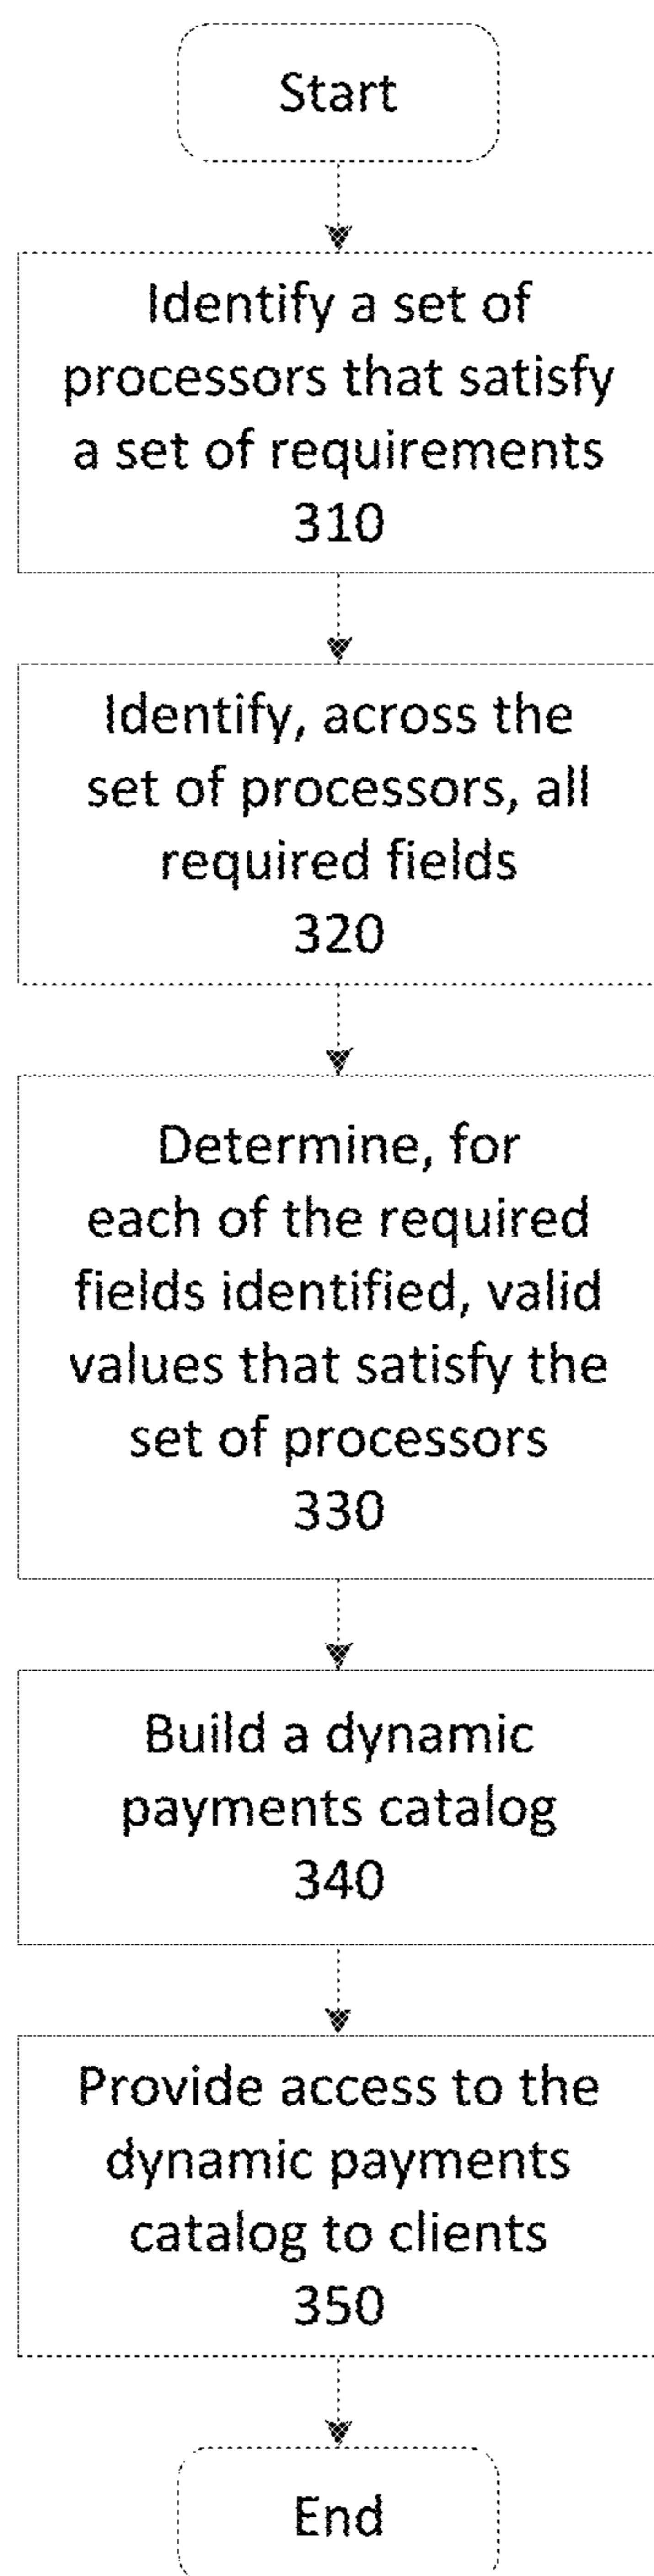 Start
Identify a set of
processors that satisfy
a set of requirements
310
Identify, across the
set of processors, all
required fields
320
Determine, for
each of the required
fields identified, valid
values that satisfy the
set of processors
330
Build a dynamic
payments catalog
340
Provide access to the
dynamic payments
catalog to clients
350
End